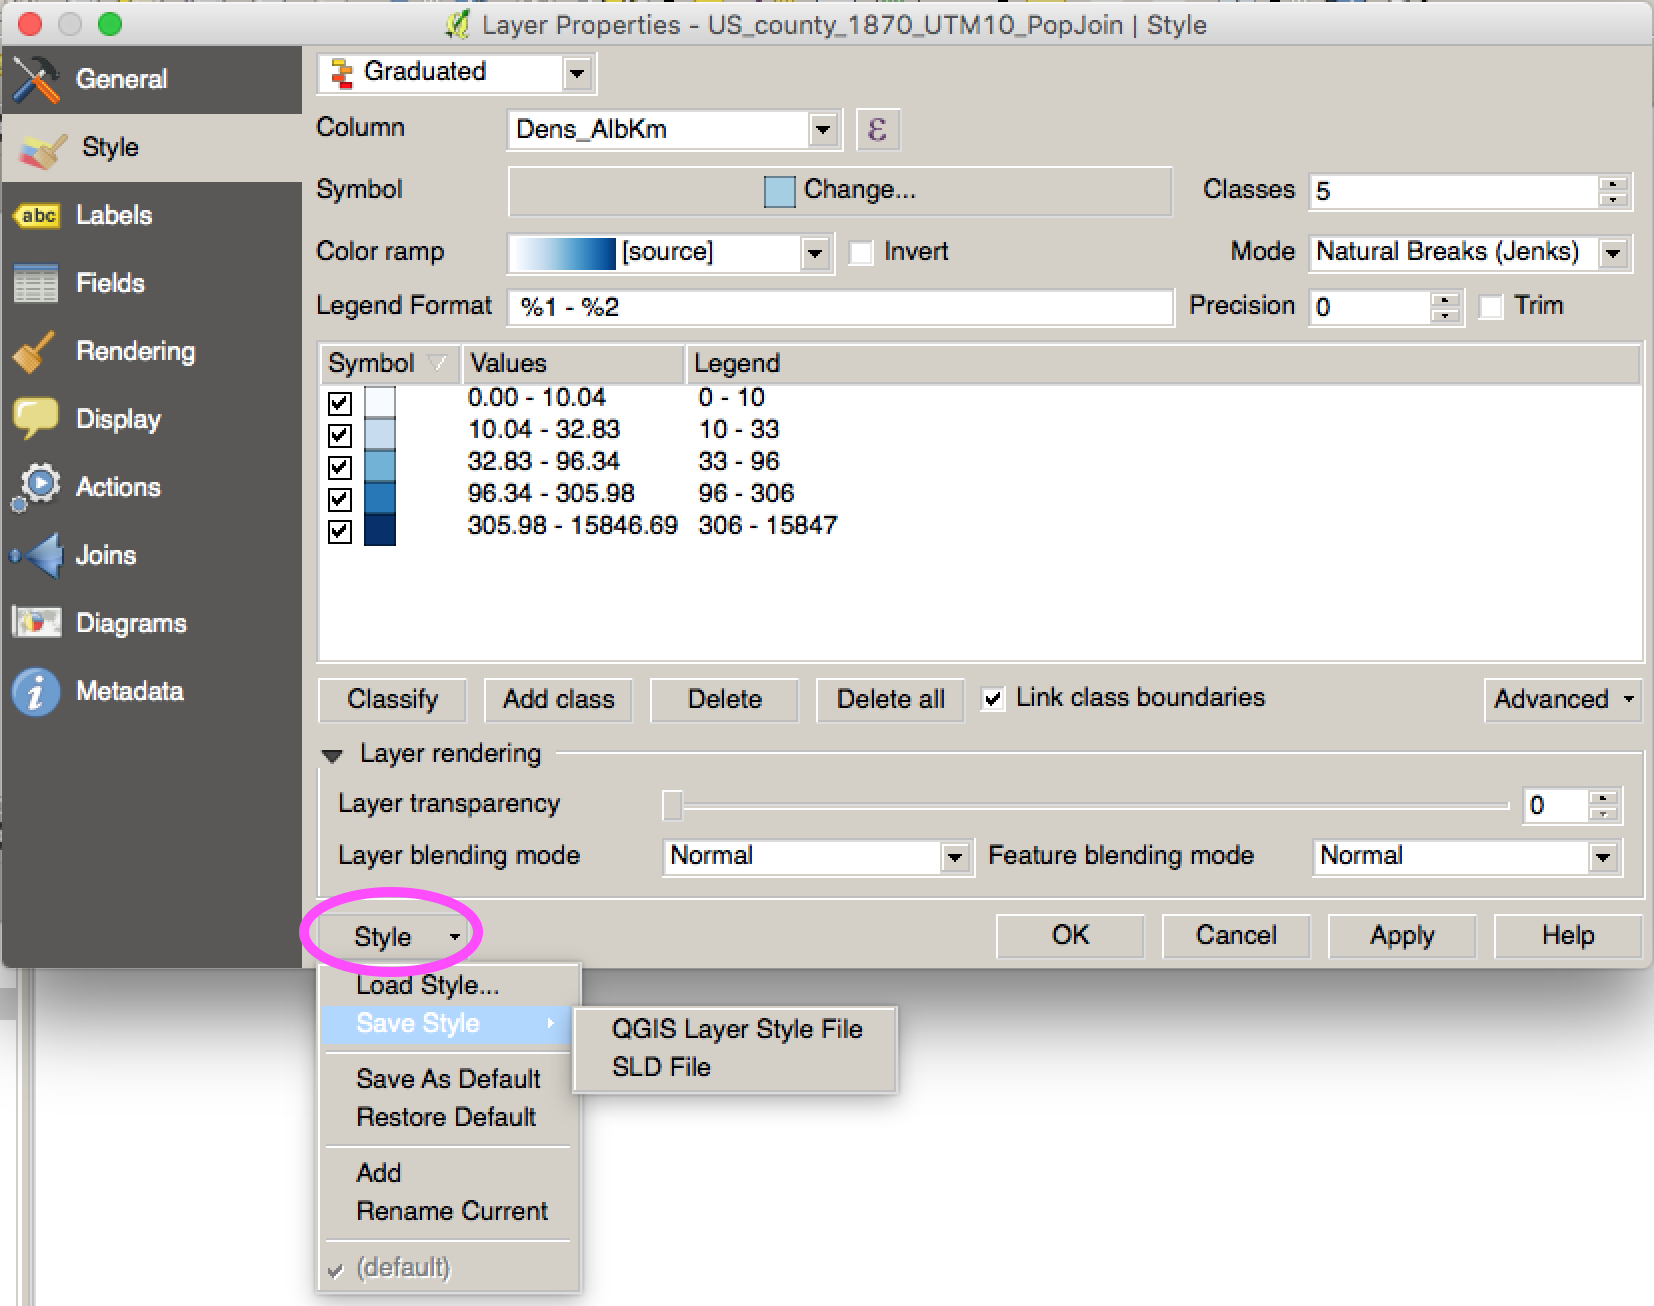 Layer Properties - US_county_1870_UTM10_PopJoin | Style
General
Style
Labels
Fields
Rendering
Display
Actions
Joins
Diagrams
Metadata
abc
Graduated
Column Dens_AlbKm ε
Symbol Change... Classes 5
Color ramp [source] Invert Mode Natural Breaks (Jenks)
Legend Format %1 - %2 Precision 0 Trim
Symbol Values Legend
0.00 - 10.04 0 - 10
10.04 - 32.83 10 - 33
32.83 - 96.34 33 - 96
96.34 - 305.98 96 - 306
305.98 - 15846.69 306 - 15847
Classify Add class Delete Delete all Link class boundaries Advanced
Layer rendering
Layer transparency 0
Layer blending mode Normal Feature blending mode Normal
Style OK Cancel Apply Help
Load Style...
Save Style
QGIS Layer Style File
SLD File
Save As Default
Restore Default
Add
Rename Current
(default)